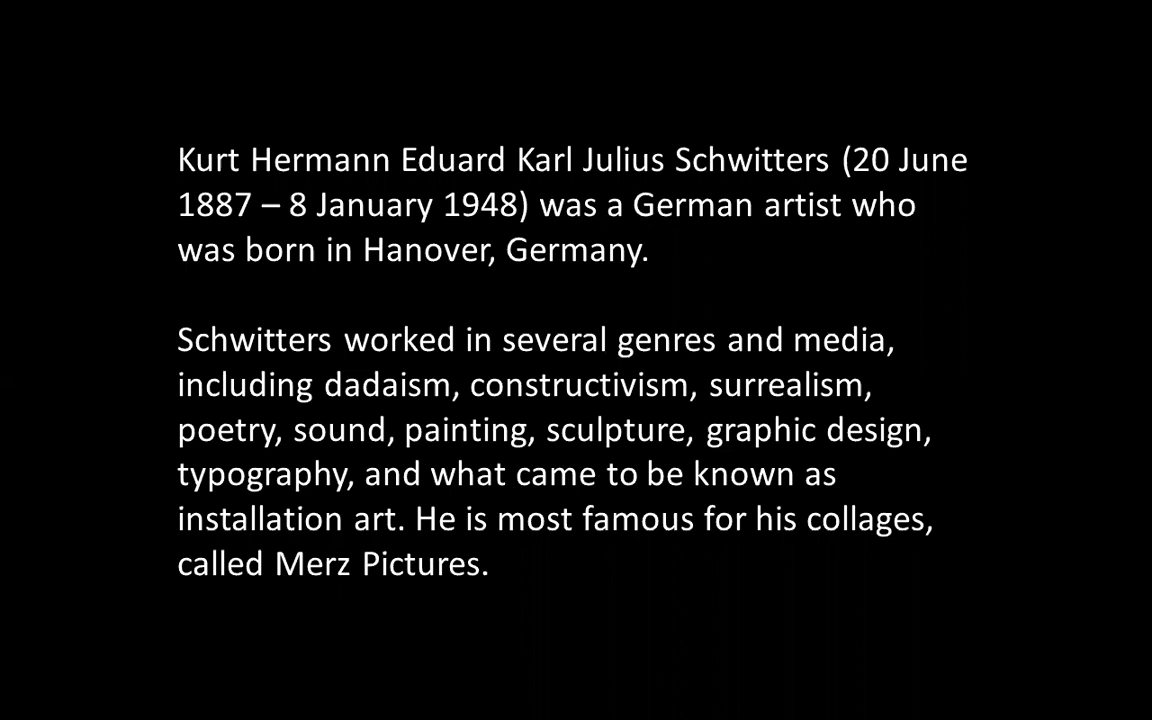 Kurt Hermann Eduard Karl Julius Schwitters (20 June
1887 – 8 January 1948) was a German artist who
was born in Hanover, Germany.
Schwitters worked in several genres and media,
including dadaism, constructivism, surrealism,
poetry, sound, painting, sculpture, graphic design,
typography, and what came to be known as
installation art. He is most famous for his collages,
called Merz Pictures.